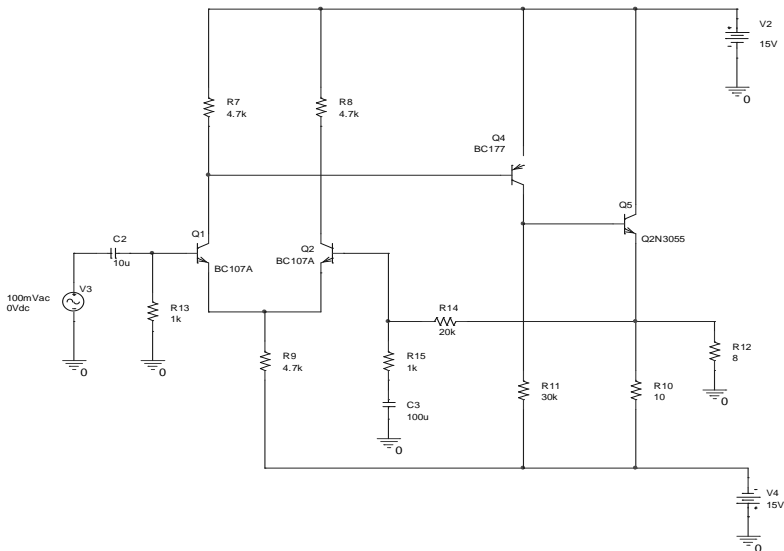 V2
15V
0
R7
4.7k
R8
4.7k
Q4
BC177
Q5
Q2N3055
Q1
BC107A
Q2
BC107A
C2
10u
V3
100mVac
0Vdc
0
R13
1k
0
R14
20k
R12
8
0
R9
4.7k
R15
1k
C3
100u
0
R11
30k
R10
10
V4
15V
0